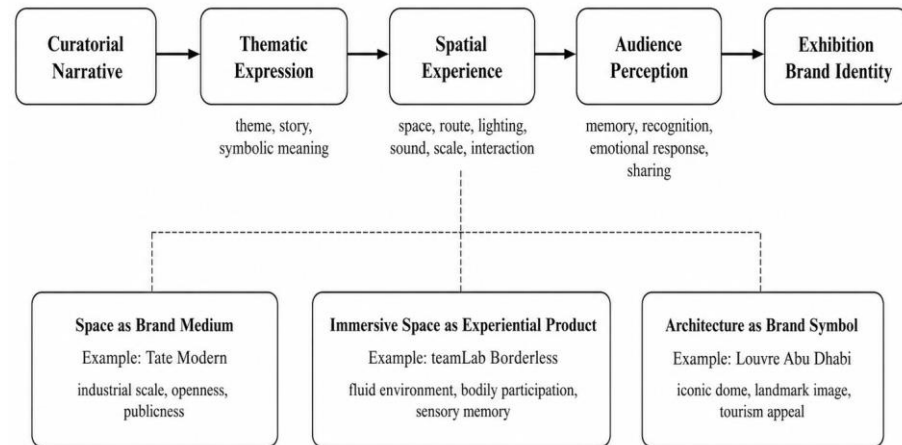 Curatorial
Narrative
Thematic
Expression
Spatial
Experience
Audience
Perception
Exhibition
Brand Identity
theme, story,
symbolic meaning
space, route, lighting,
sound, scale, interaction
memory, recognition,
emotional response,
sharing
Space as Brand Medium
Example: Tate Modern
industrial scale, openness,
publicness
Immersive Space as Experiential Product
Example: teamLab Borderless
fluid environment, bodily participation,
sensory memory
Architecture as Brand Symbol
Example: Louvre Abu Dhabi
iconic dome, landmark image,
tourism appeal